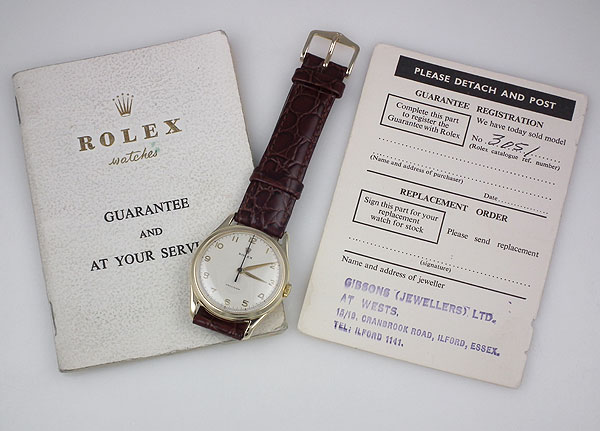 ROLEX
watches
GUARANTEE
AND
AT YOUR SERVI
ROLEX
PRECISION
PLEASE DETACH AND POST
GUARANTEE REGISTRATION
Complete this part
to register the
Guarantee with Rolex
We have today sold model
No. 3051
(Rolex catalogue ref. number)
(Name and address of purchaser)
Date
REPLACEMENT ORDER
Sign this part for your
replacement
watch for stock
Please send replacement
(signature)
Name and address of jeweller
GIBSONS (JEWELLERS) LTD.
AT WESTS,
18/19, CRANBROOK ROAD, ILFORD, ESSEX.
TEL: ILFORD 1141.